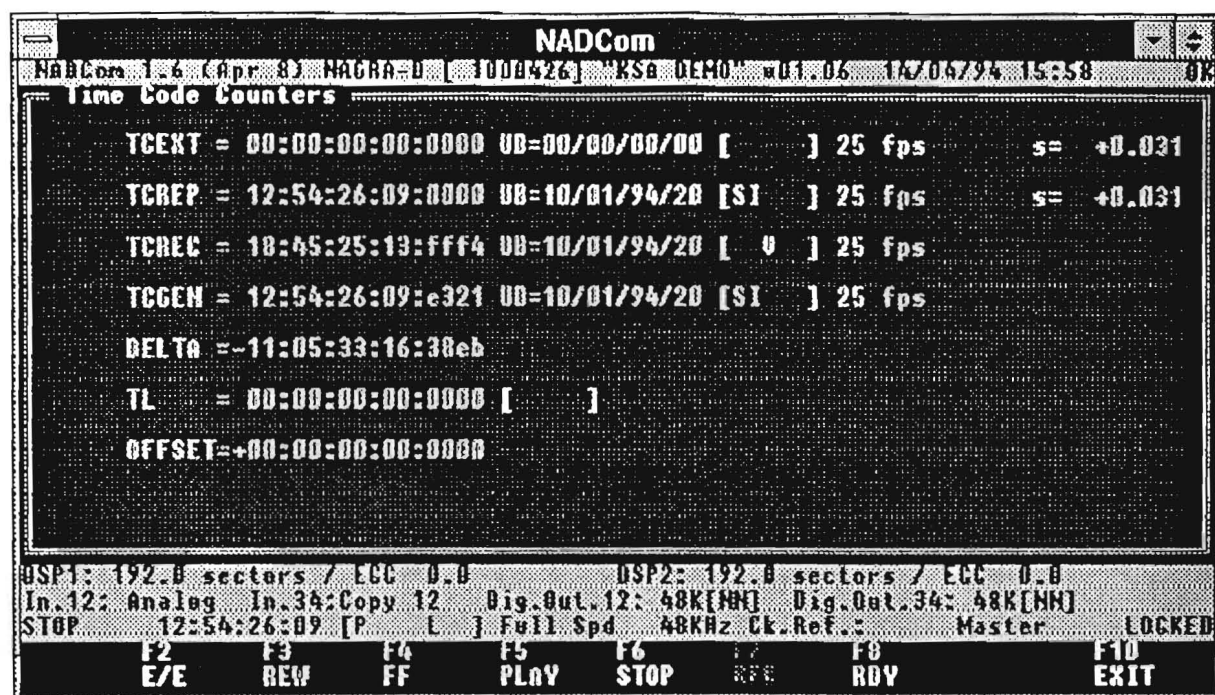 NADCom
NADCom 1.6 (Apr 8) NAGRA-D [ 1000426] "KSA DEMO" v01.06 14/04/94 15:58 OK
Time Code Counters
TCEXT = 00:00:00:00:0000 UB=00/00/00/00 [ ] 25 fps s= +0.031
TCREP = 12:54:26:09:0000 UB=10/01/94/20 [SI ] 25 fps s= +0.031
TCREC = 18:45:25:13:fff4 UB=10/01/94/20 [ ] 25 fps
TCGEN = 12:54:26:09:e321 UB=10/01/94/20 [SI ] 25 fps
DELTA =-11:05:33:16:38eb
TL = 00:00:00:00:0000 [ ]
OFFSET=+00:00:00:00:0000
DSP1: 192.0 sectors / ECC 0.0 DSP2: 192.0 sectors / ECC 0.0
In.12: Analog In.34:Copy 12 Dig.Out.12: 48K[NN] Dig.Out.34: 48K[NN]
STOP 12:54:26:09 [P L ] Full Spd 48KHz Ck.Ref.: Master LOCKED
F2 F3 F4 F5 F6 F8 F10
E/E REW FF PLAY STOP RDY EXIT